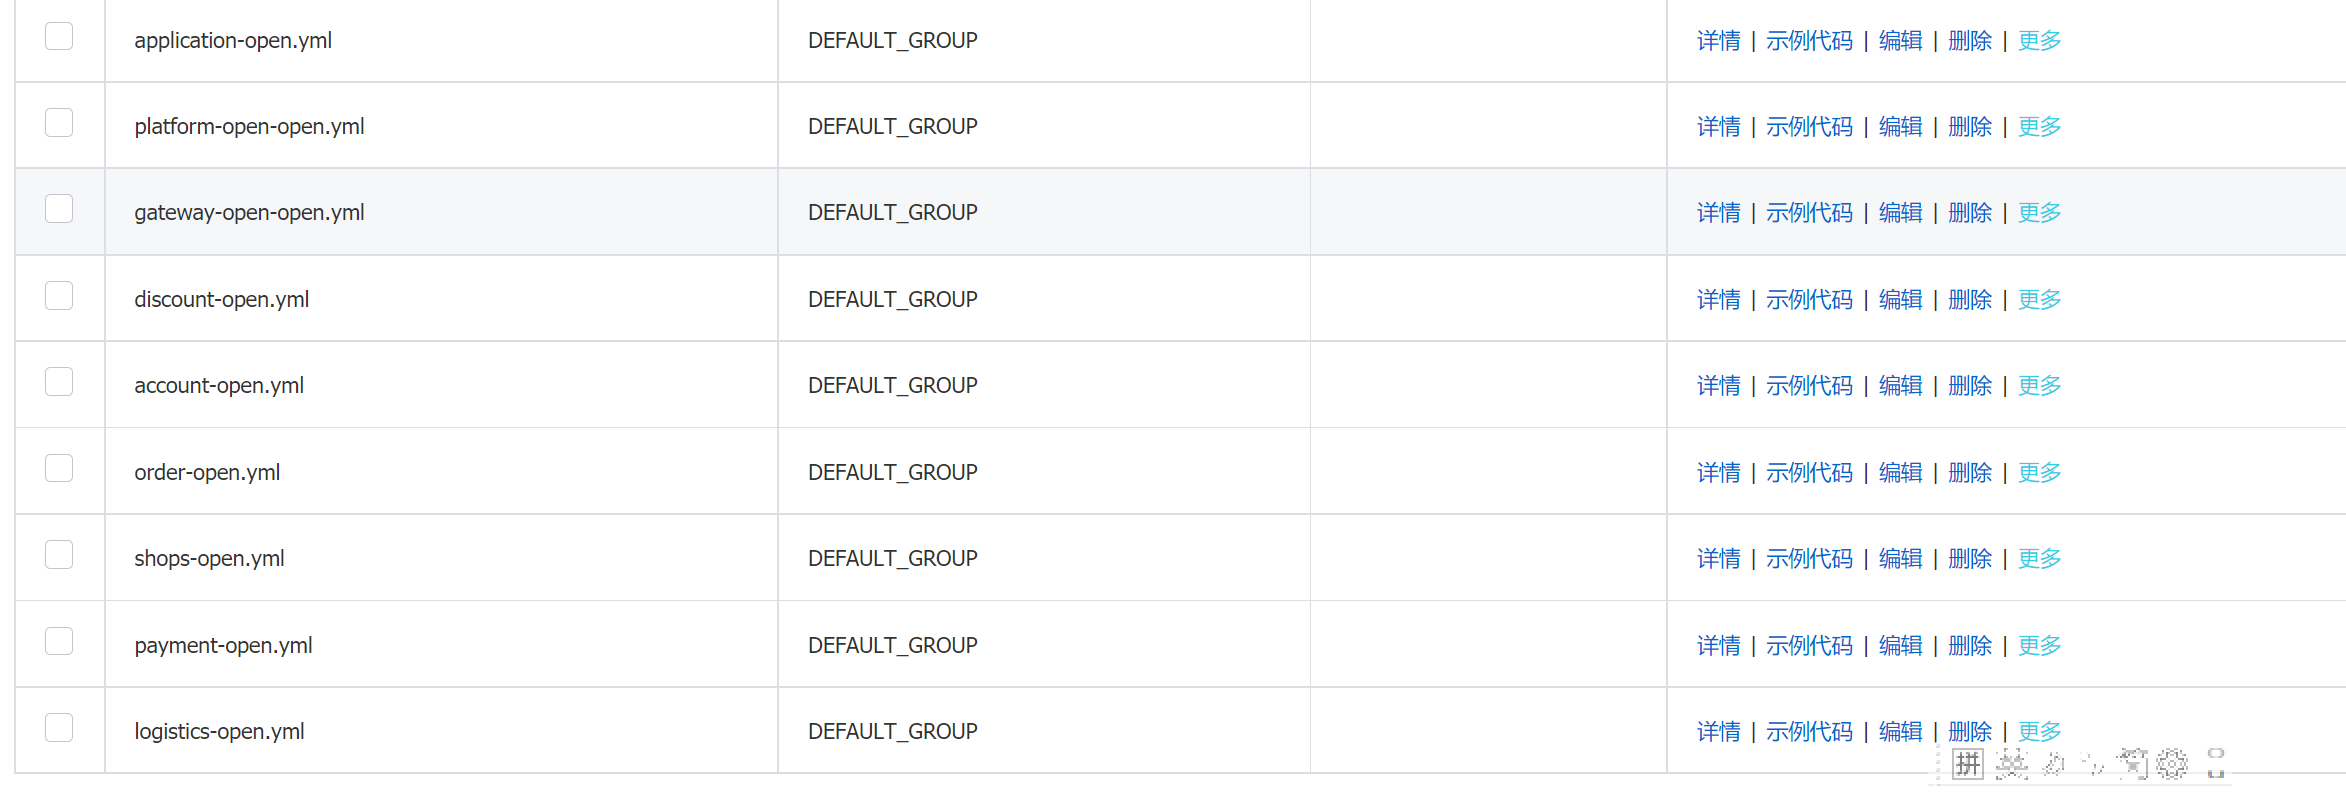 application-open.yml DEFAULT_GROUP 详情 | 示例代码 | 编辑 | 删除 | 更多
platform-open-open.yml DEFAULT_GROUP 详情 | 示例代码 | 编辑 | 删除 | 更多
gateway-open-open.yml DEFAULT_GROUP 详情 | 示例代码 | 编辑 | 删除 | 更多
discount-open.yml DEFAULT_GROUP 详情 | 示例代码 | 编辑 | 删除 | 更多
account-open.yml DEFAULT_GROUP 详情 | 示例代码 | 编辑 | 删除 | 更多
order-open.yml DEFAULT_GROUP 详情 | 示例代码 | 编辑 | 删除 | 更多
shops-open.yml DEFAULT_GROUP 详情 | 示例代码 | 编辑 | 删除 | 更多
payment-open.yml DEFAULT_GROUP 详情 | 示例代码 | 编辑 | 删除 | 更多
logistics-open.yml DEFAULT_GROUP 详情 | 示例代码 | 编辑 | 删除 | 更多
拼 英 简